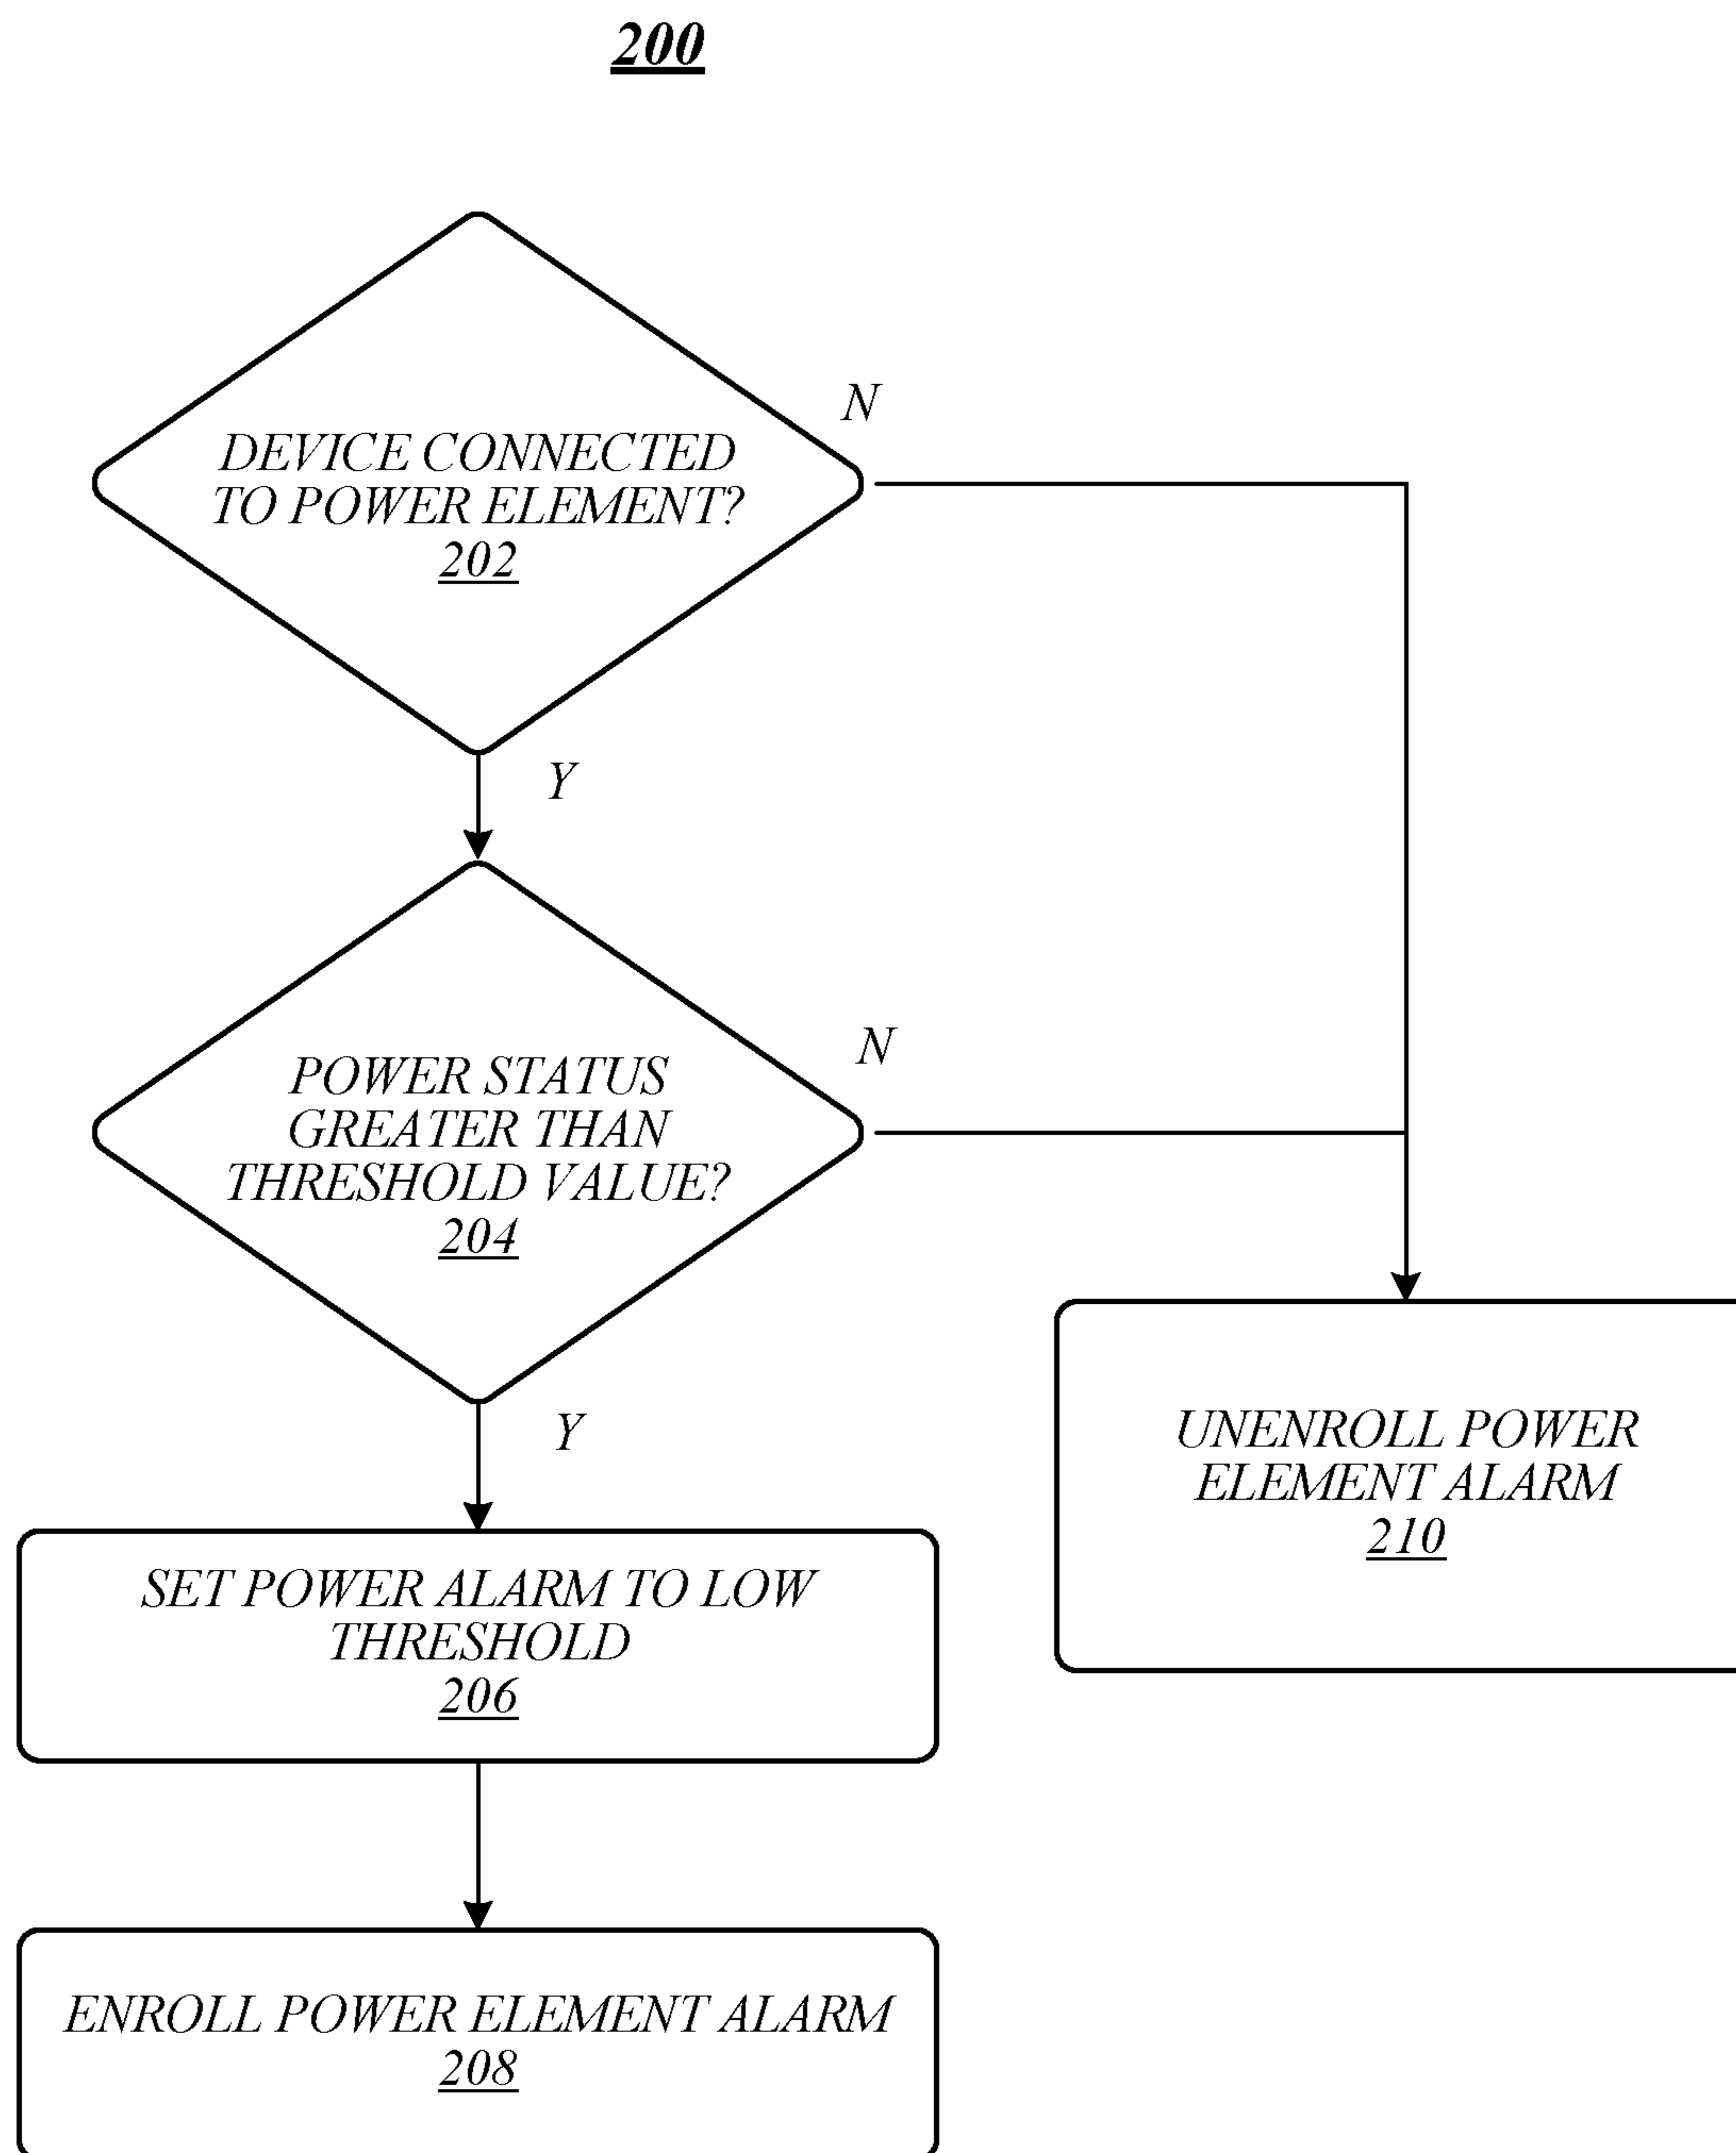 200
N
DEVICE CONNECTED
TO POWER ELEMENT?
202
Y
N
POWER STATUS
GREATER THAN
THRESHOLD VALUE?
204
Y
UNENROLL POWER
ELEMENT ALARM
210
SET POWER ALARM TO LOW
THRESHOLD
206
ENROLL POWER ELEMENT ALARM
208